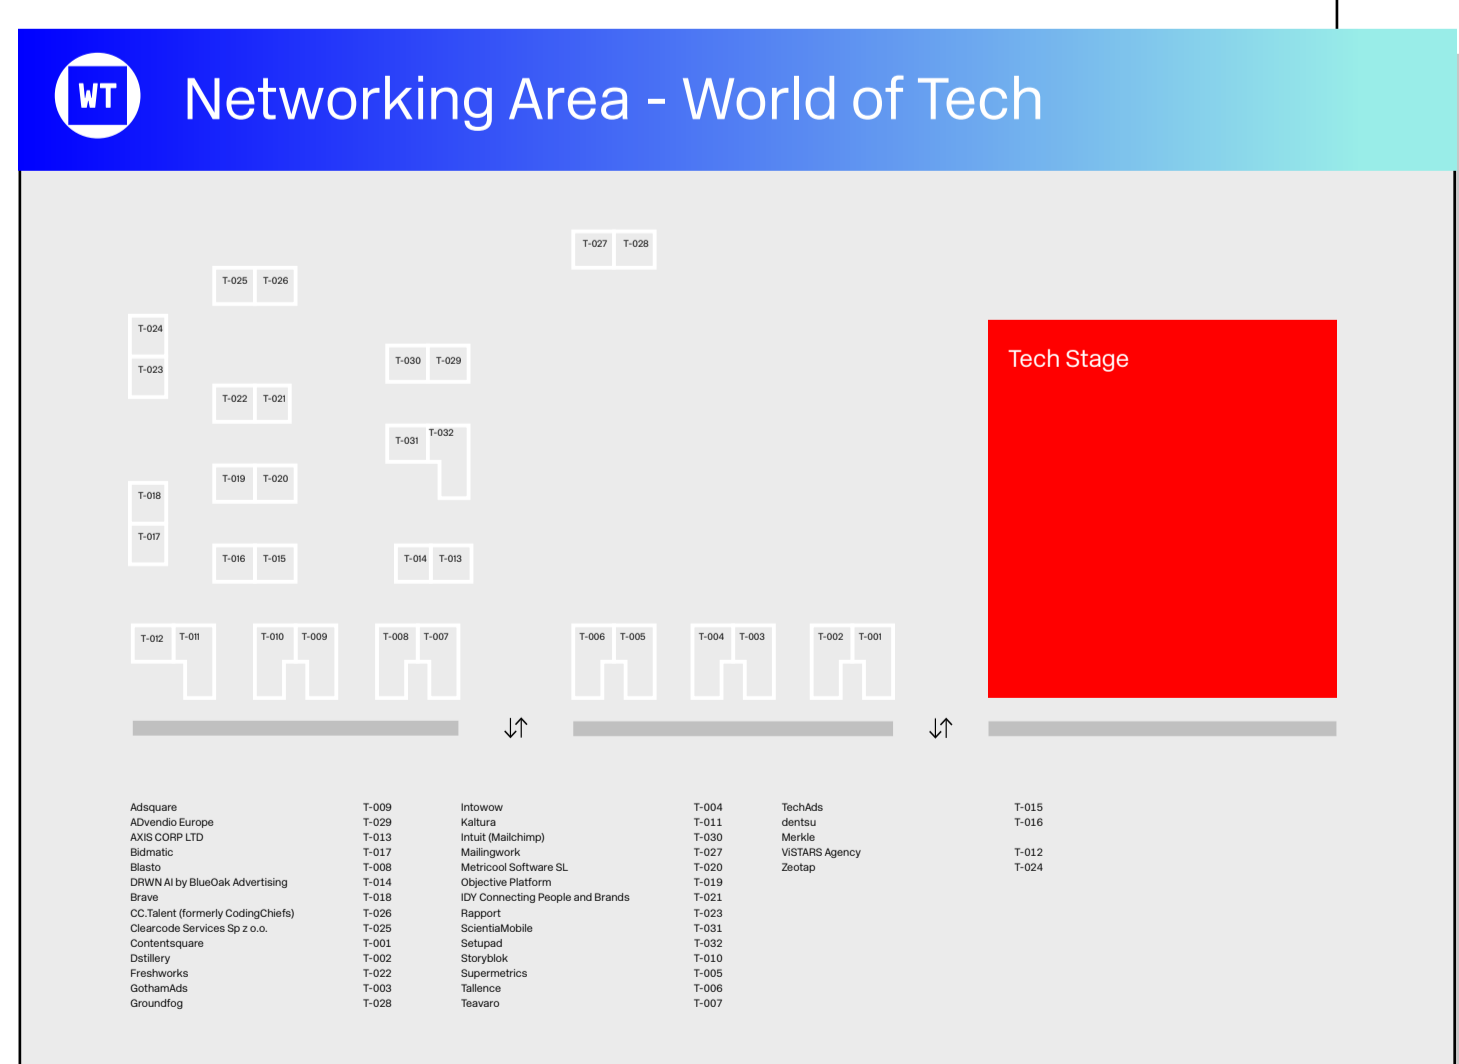 WT
Networking Area - World of Tech
T-027 T-028
T-025 T-026
T-024
Tech Stage
T-030 T-029
T-023
T-022 T-021
T-032
T-031
T-019 T-020
T-018
T-017
T-016 T-015
T-014 T-013
T-012 T-011
T-010 T-009
T-008 T-007
T-006 T-005
T-004 T-003
T-002 T-001
↓↑
↓↑
Adsquare T-009
ADvendio Europe T-029
AXIS CORP LTD T-013
Bidmatic T-017
Blasto T-008
DRWN AI by BlueOak Advertising T-014
Brave T-018
CC.Talent (formerly CodingChiefs) T-026
Clearcode Services Sp z o.o. T-025
Contentsquare T-001
Dstillery T-002
Freshworks T-022
GothamAds T-003
Groundfog T-028
Intowow T-004
Kaltura T-011
Intuit (Mailchimp) T-030
Mailingwork T-027
Metricool Software SL T-020
Objective Platform T-019
IDY Connecting People and Brands T-021
Rapport T-023
ScientiaMobile T-031
Setupad T-032
Storyblok T-010
Supermetrics T-005
Tallence T-006
Teavaro T-007
TechAds T-015
dentsu T-016
Merkle
ViSTARS Agency T-012
Zeotap T-024